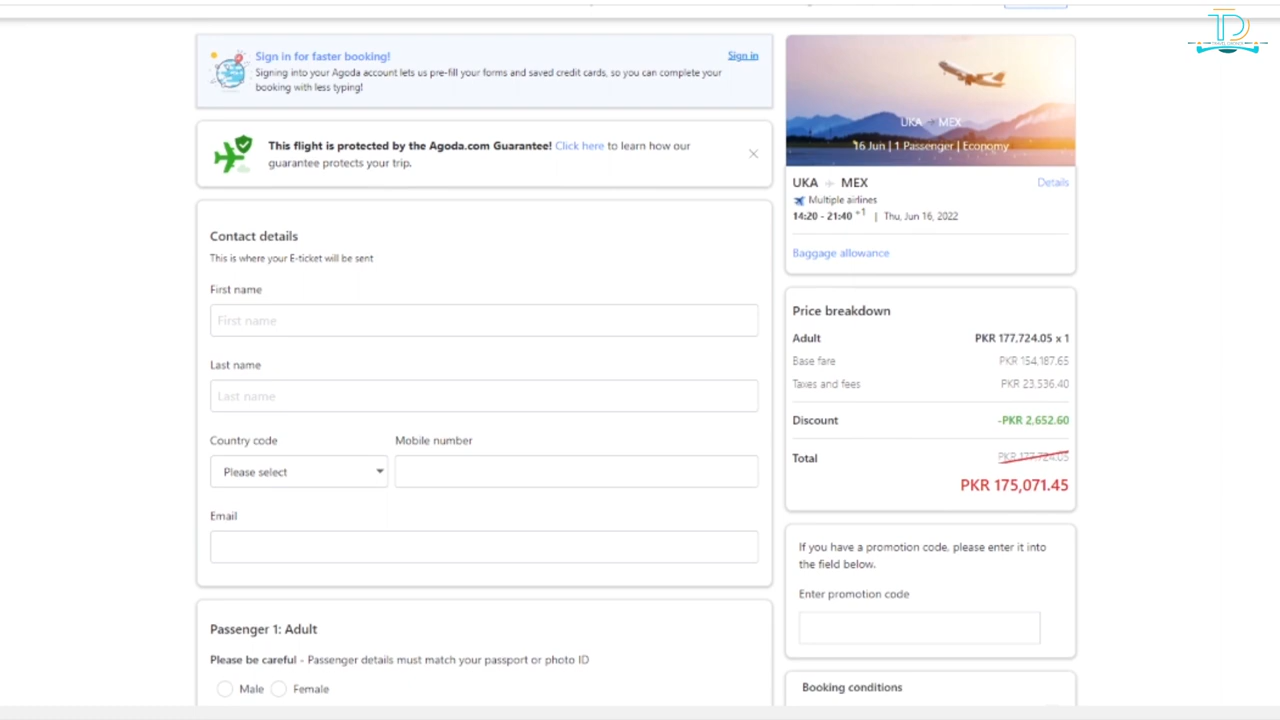 Sign in for faster booking!
Sign in
Signing into your Agoda account lets us pre-fill your forms and saved credit cards, so you can complete your
booking with less typing!
This flight is protected by the Agoda.com Guarantee! Click here to learn how our
guarantee protects your trip.
Contact details
This is where your E-ticket will be sent
First name
First name
Last name
Last name
Country code
Mobile number
Please select
Email
Passenger 1: Adult
Please be careful - Passenger details must match your passport or photo ID
Male
Female
TD
UKA MEX
16 Jun | 1 Passenger | Economy
UKA MEX
Details
Multiple airlines
14:20 - 21:40 +1 | Thu, Jun 16, 2022
Baggage allowance
Price breakdown
Adult PKR 177,724.05 x 1
Base fare PKR 154,187.65
Taxes and fees PKR 23,536.40
Discount -PKR 2,652.60
Total PKR 177,724.05
PKR 175,071.45
If you have a promotion code, please enter it into
the field below.
Enter promotion code
Booking conditions